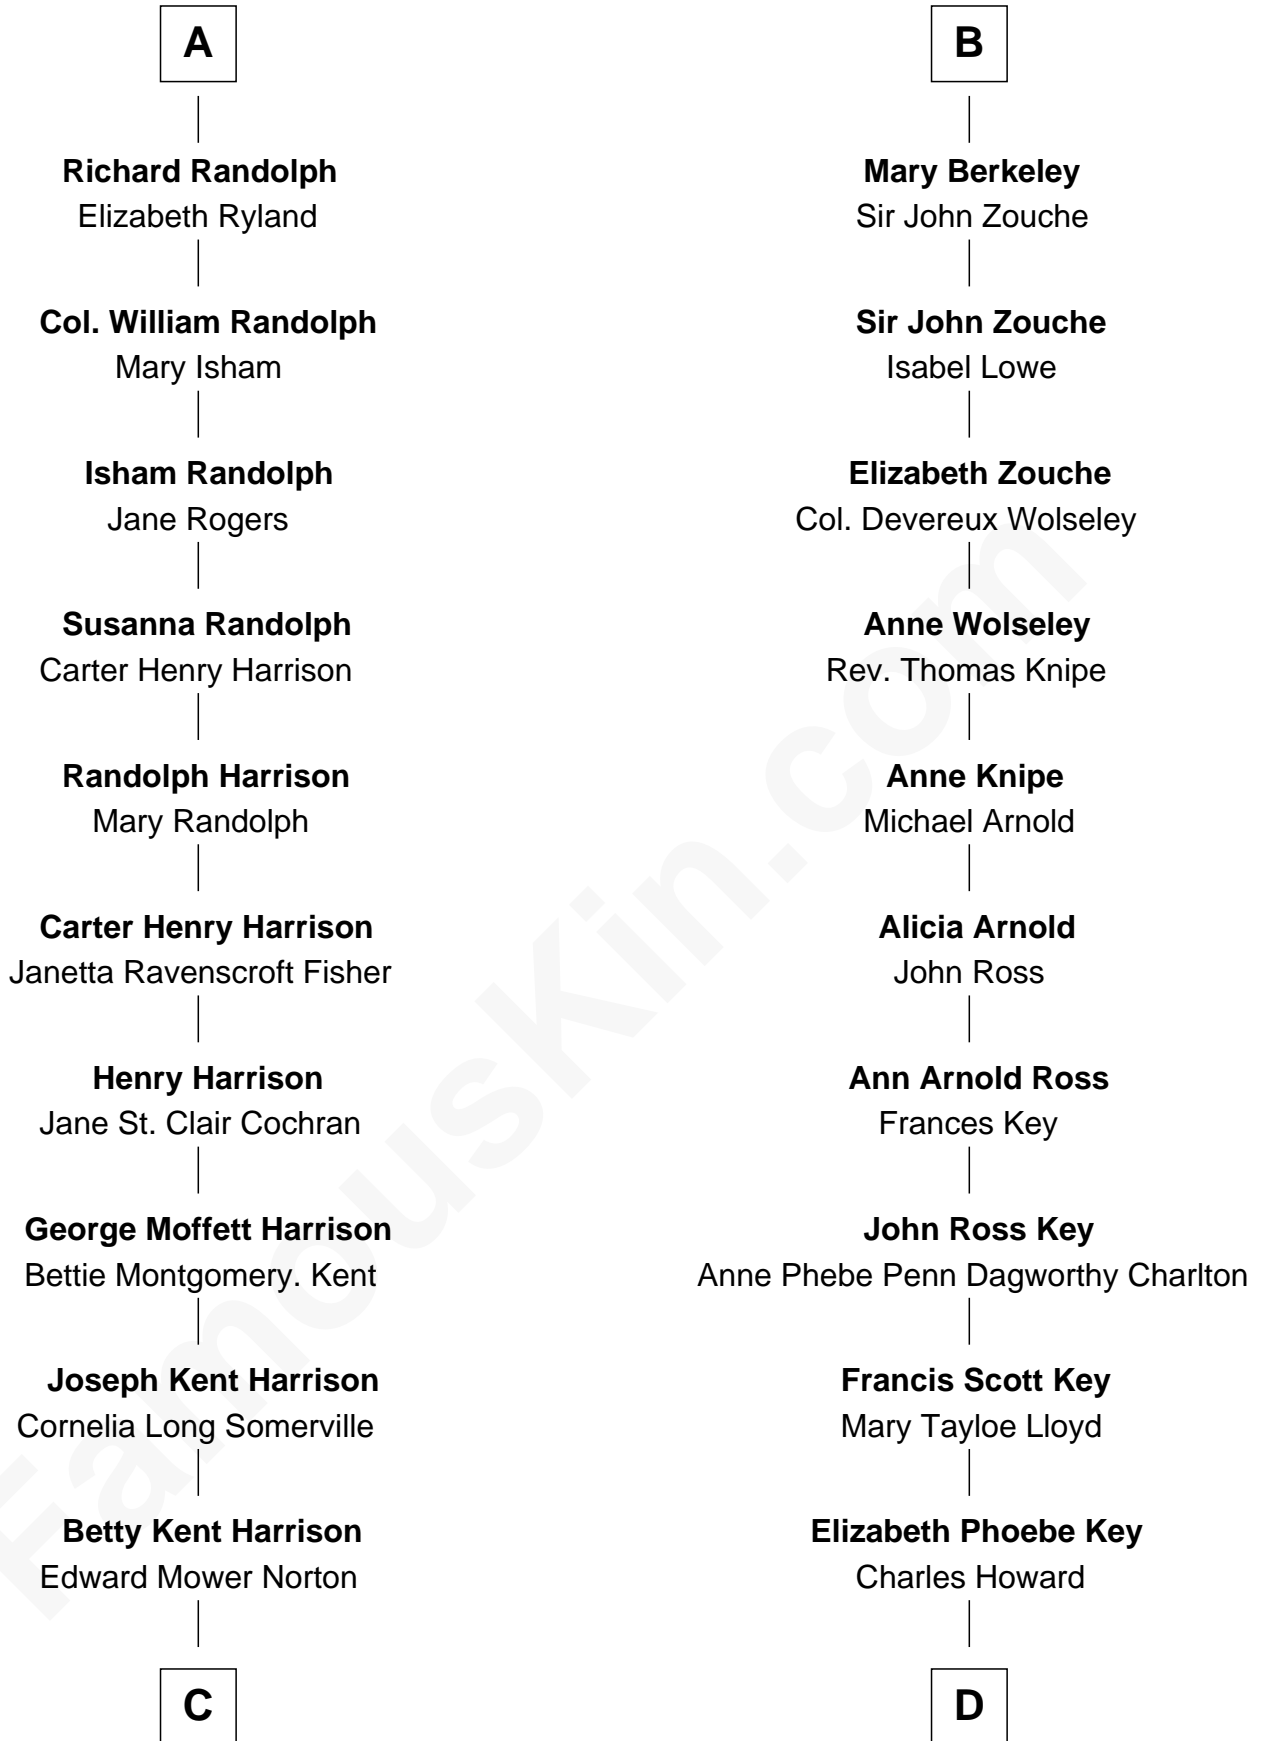 A
Richard Randolph
Elizabeth Ryland
Col. William Randolph
Mary Isham
Isham Randolph
Jane Rogers
Susanna Randolph
Carter Henry Harrison
Randolph Harrison
Mary Randolph
Carter Henry Harrison
Janetta Ravenscroft Fisher
Henry Harrison
Jane St. Clair Cochran
George Moffett Harrison
Bettie Montgomery. Kent
Joseph Kent Harrison
Cornelia Long Somerville
Betty Kent Harrison
Edward Mower Norton
C
B
Mary Berkeley
Sir John Zouche
Sir John Zouche
Isabel Lowe
Elizabeth Zouche
Col. Devereux Wolseley
Anne Wolseley
Rev. Thomas Knipe
Anne Knipe
Michael Arnold
Alicia Arnold
John Ross
Ann Arnold Ross
Frances Key
John Ross Key
Anne Phebe Penn Dagworthy Charlton
Francis Scott Key
Mary Tayloe Lloyd
Elizabeth Phoebe Key
Charles Howard
D
FamousKin.com